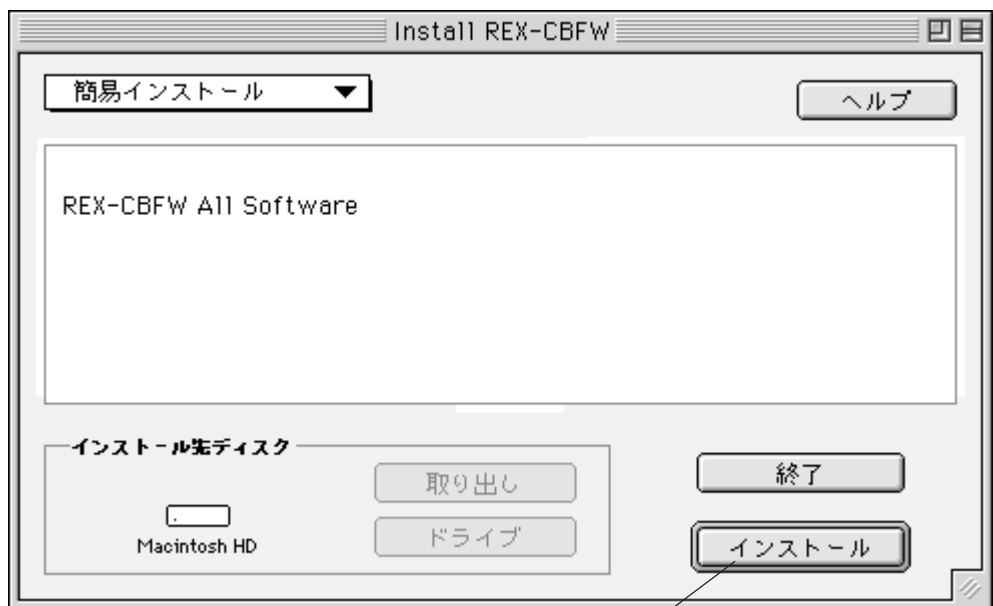 Install REX-CBFW
簡易インストール
ヘルプ
REX-CBFW All Software
インストール先ディスク
取り出し
終了
Macintosh HD
ドライブ
インストール